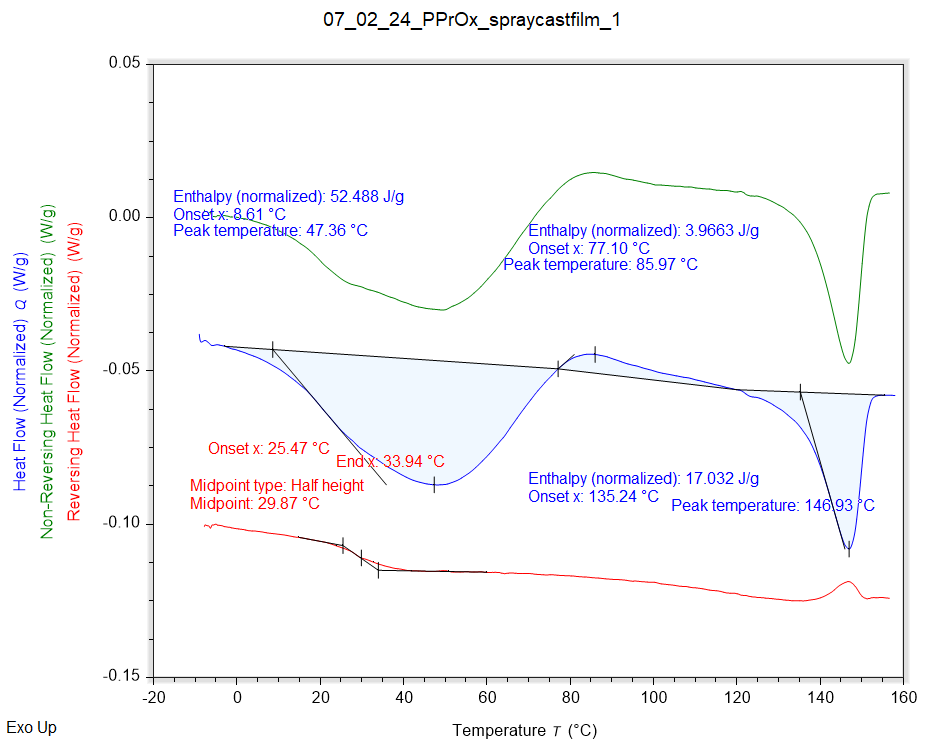 07_02_24_PPrOx_spraycastfilm_1
Heat Flow (Normalized) Q (W/g)
Non-Reversing Heat Flow (Normalized) (W/g)
Reversing Heat Flow (Normalized) (W/g)
0.05
0.00
-0.05
-0.10
-0.15
Enthalpy (normalized): 52.488 J/g
Onset x: 8.61 °C
Peak temperature: 47.36 °C
Enthalpy (normalized): 3.9663 J/g
Onset x: 77.10 °C
Peak temperature: 85.97 °C
Onset x: 25.47 °C
End x: 33.94 °C
Midpoint type: Half height
Midpoint: 29.87 °C
Enthalpy (normalized): 17.032 J/g
Onset x: 135.24 °C
Peak temperature: 146.93 °C
-20 0 20 40 60 80 100 120 140 160
Exo Up
Temperature T (°C)